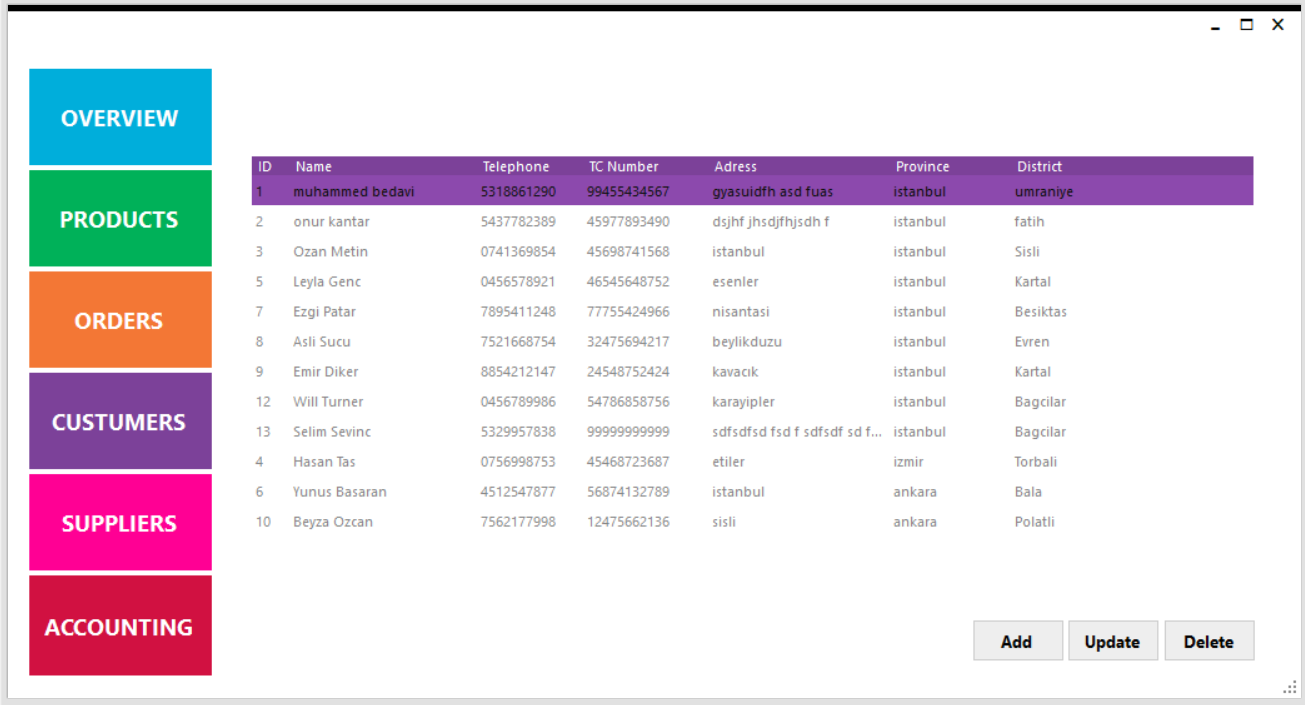 OVERVIEW
PRODUCTS
ORDERS
CUSTUMERS
SUPPLIERS
ACCOUNTING
ID Name Telephone TC Number Adress Province District
1 muhammed bedavi 5318861290 99455434567 gyasuidfh asd fuas istanbul umraniye
2 onur kantar 5437782389 45977893490 dsjhf jhsdjfhjsdh f istanbul fatih
3 Ozan Metin 0741369854 45698741568 istanbul istanbul Sisli
5 Leyla Genc 0456578921 46545648752 esenler istanbul Kartal
7 Ezgi Patar 7895411248 77755424966 nisantasi istanbul Besiktas
8 Asli Sucu 7521668754 32475694217 beylikduzu istanbul Evren
9 Emir Diker 8854212147 24548752424 kavacık istanbul Kartal
12 Will Turner 0456789986 54786858756 karayipler istanbul Bagcilar
13 Selim Sevinc 5329957838 99999999999 sdfsdfsd fsd f sdfsdf sd f... istanbul Bagcilar
4 Hasan Tas 0756998753 45468723687 etiler izmir Torbali
6 Yunus Basaran 4512547877 56874132789 istanbul ankara Bala
10 Beyza Ozcan 7562177998 12475662136 sisli ankara Polatli
Add Update Delete